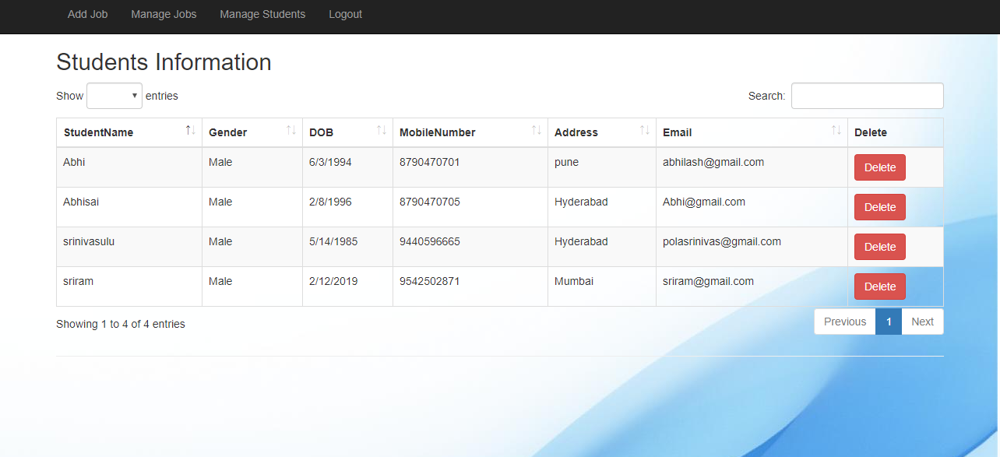 Add Job Manage Jobs Manage Students Logout
Students Information
Show entries Search:
StudentName Gender DOB MobileNumber Address Email Delete
Abhi Male 6/3/1994 8790470701 pune abhilash@gmail.com Delete
Abhisai Male 2/8/1996 8790470705 Hyderabad Abhi@gmail.com Delete
srinivasulu Male 5/14/1985 9440596665 Hyderabad polasrinivas@gmail.com Delete
sriram Male 2/12/2019 9542502871 Mumbai sriram@gmail.com Delete
Showing 1 to 4 of 4 entries Previous 1 Next